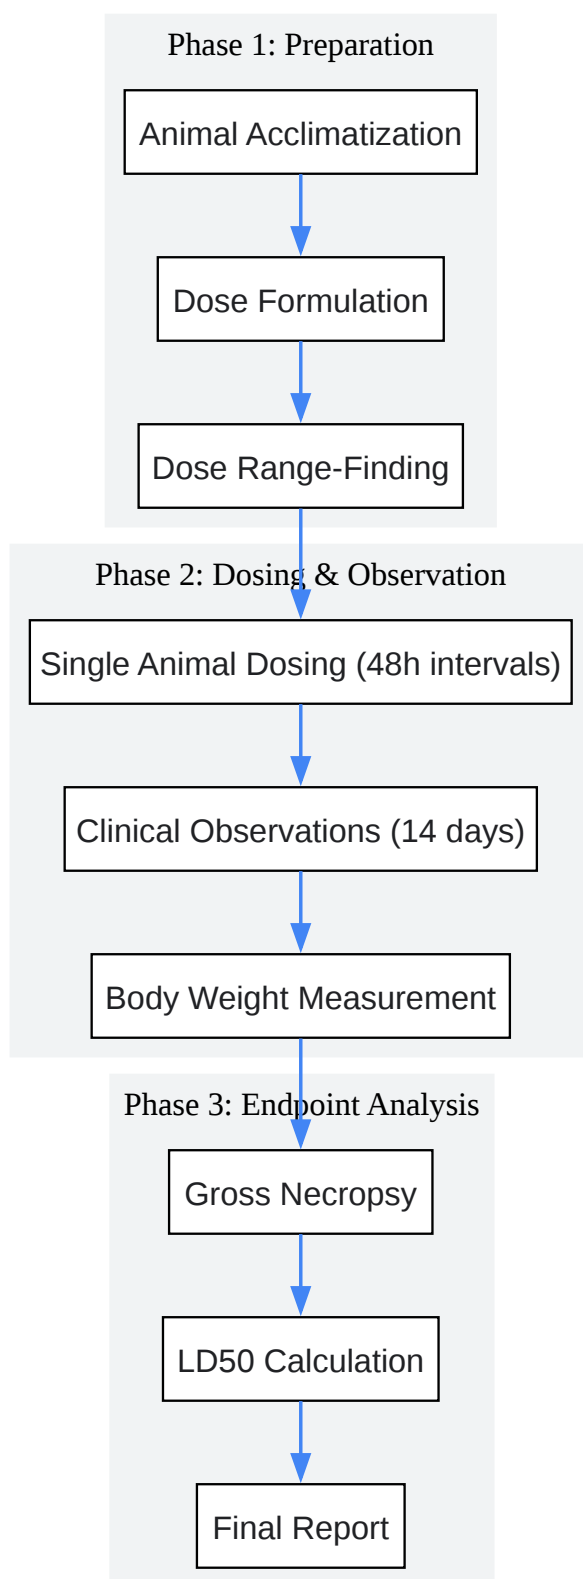 Phase 1: Preparation
Animal Acclimatization
Dose Formulation
Dose Range-Finding
Phase 2: Dosing & Observation
Single Animal Dosing (48h intervals)
Clinical Observations (14 days)
Body Weight Measurement
Phase 3: Endpoint Analysis
Gross Necropsy
LD50 Calculation
Final Report